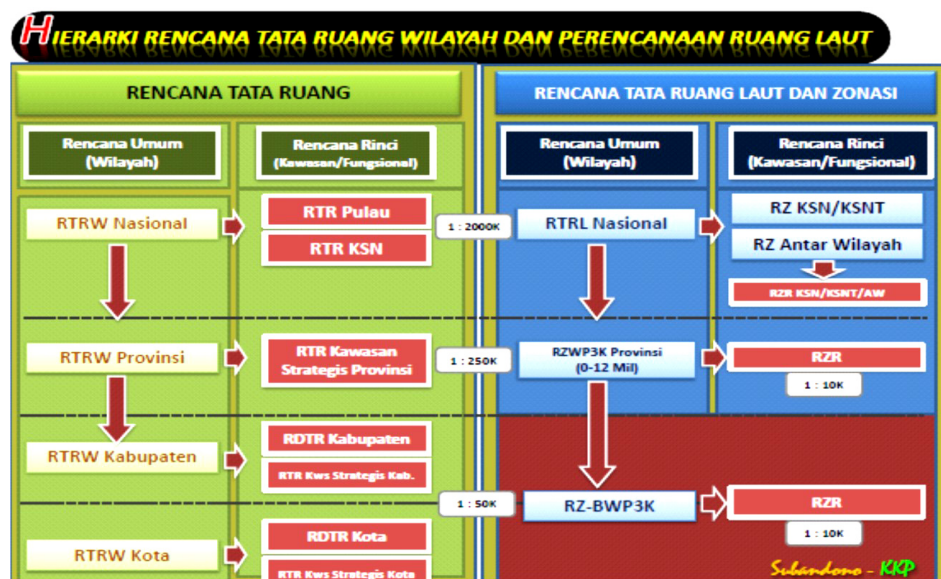 HIERARKI RENCANA TATA RUANG WILAYAH DAN PERENCANAAN RUANG LAUT
RENCANA TATA RUANG
Rencana Umum
(Wilayah)
Rencana Rinci
(Kawasan/Fungsional)
RTRW Nasional
RTR Pulau
RTR KSN
RTRW Provinsi
RTR Kawasan
Strategis Provinsi
RTRW Kabupaten
RDTR Kabupaten
RTR Kws Strategis Kab.
RTRW Kota
RDTR Kota
RTR Kws Strategis Kota
1 : 2000K
1 : 250K
1 : 50K
RENCANA TATA RUANG LAUT DAN ZONASI
Rencana Umum
(Wilayah)
Rencana Rinci
(Kawasan/Fungsional)
RTRL Nasional
RZ KSN/KSNT
RZ Antar Wilayah
RZR KSN/KSNT/AW
RZWP3K Provinsi
(0-12 Mil)
RZR
1 : 10K
RZ-BWP3K
RZR
1 : 10K
Subandono - KKP